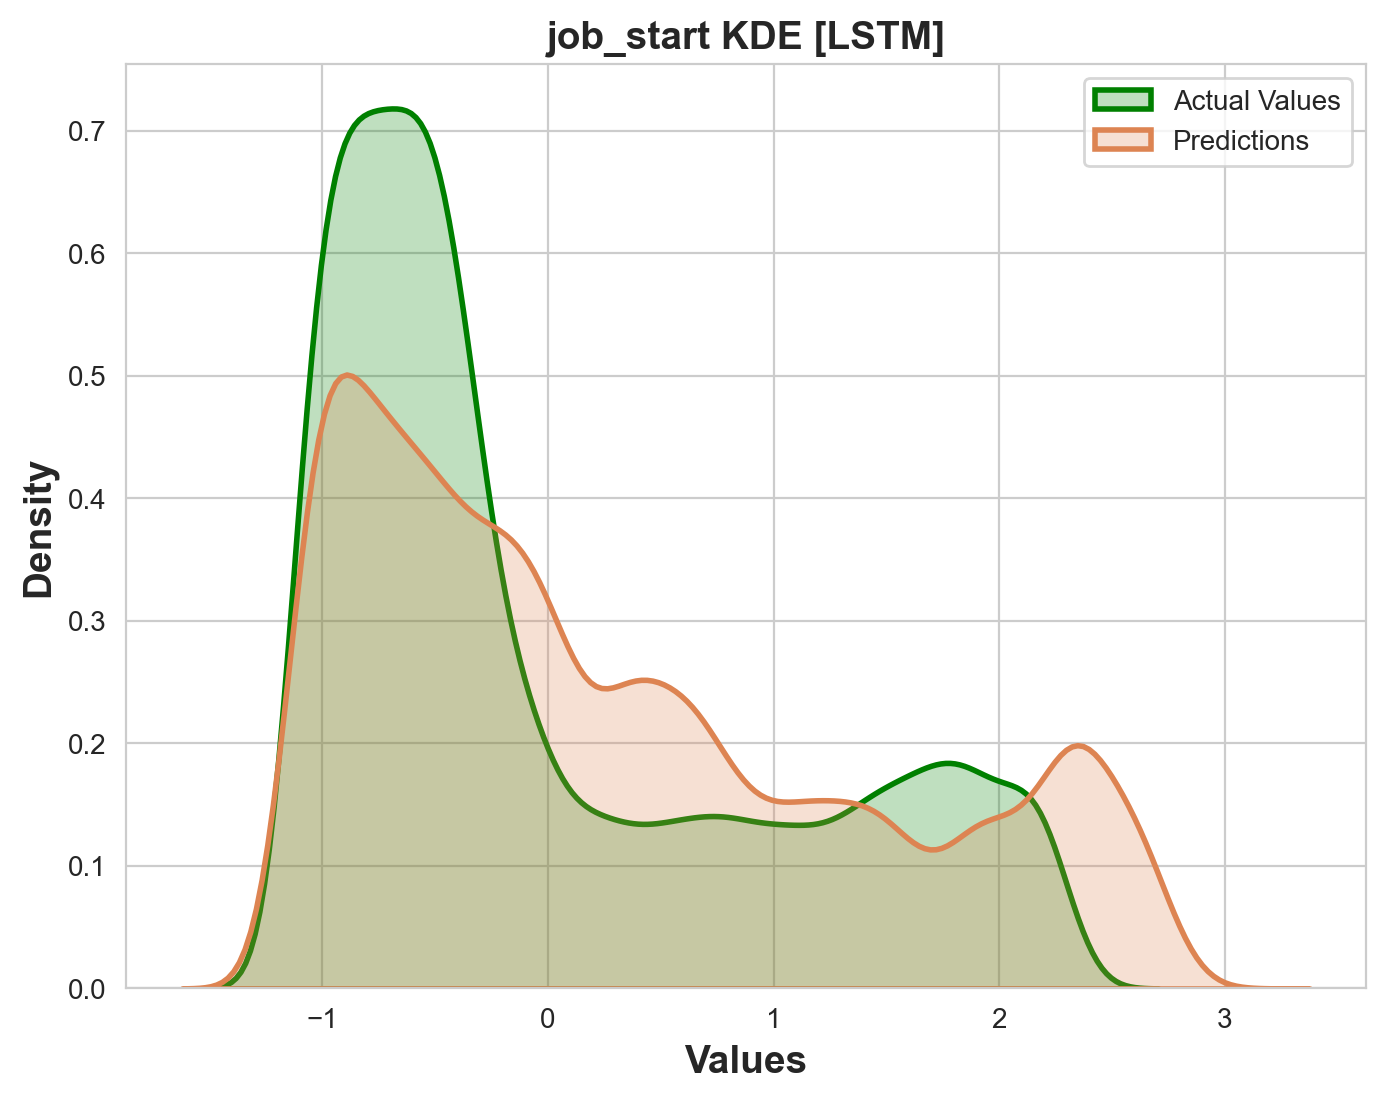 job_start KDE [LSTM]
Actual Values
Predictions
Density
0.7
0.6
0.5
0.4
0.3
0.2
0.1
0.0
−1 0 1 2 3
Values